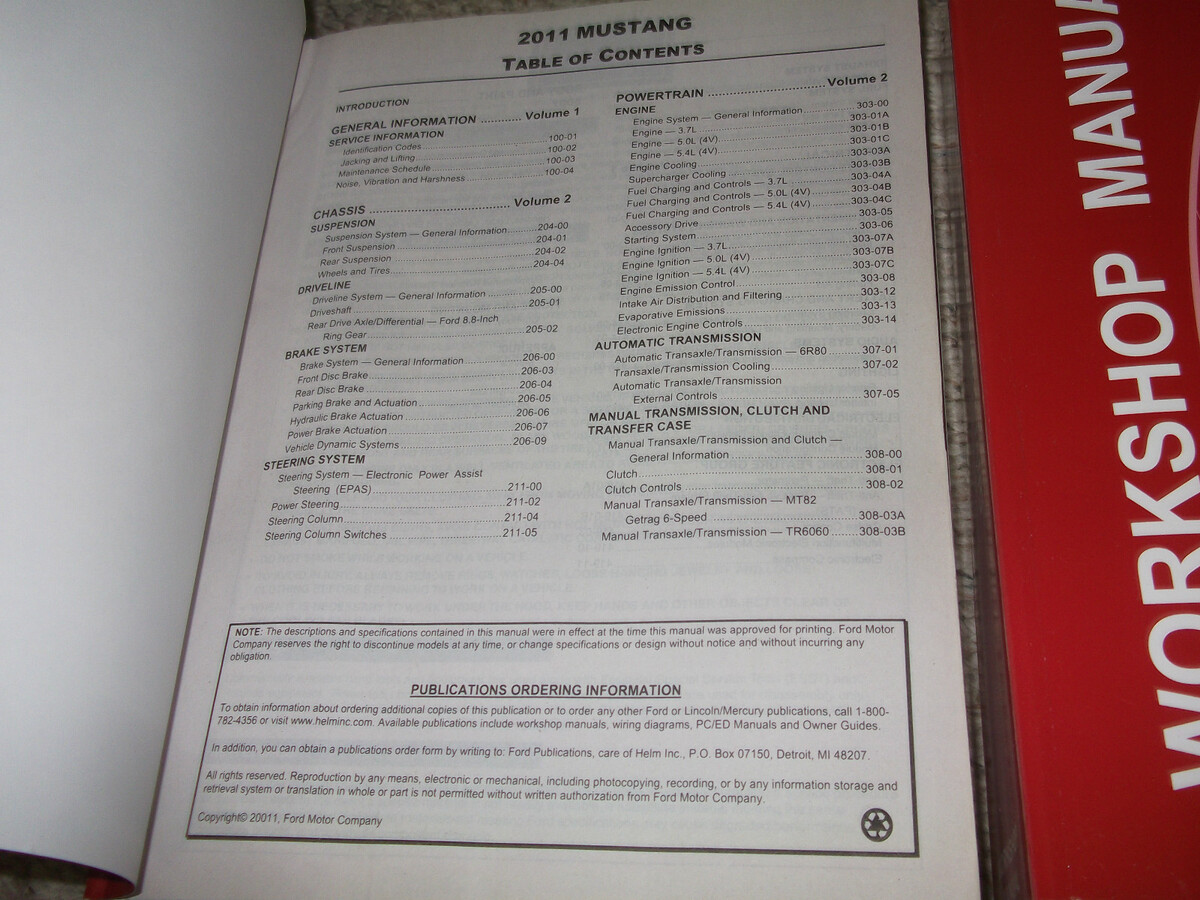 2011 MUSTANG
TABLE OF CONTENTS
INTRODUCTION
GENERAL INFORMATION ............ Volume 1
SERVICE INFORMATION
Identification Codes ............ 100-01
Jacking and Lifting ............ 100-02
Maintenance Schedule ............ 100-03
Noise, Vibration and Harshness ............ 100-04
CHASSIS ............ Volume 2
SUSPENSION
Suspension System — General Information ............ 204-00
Front Suspension ............ 204-01
Rear Suspension ............ 204-02
Wheels and Tires ............ 204-04
DRIVELINE
Driveline System — General Information ............ 205-00
Driveshaft ............ 205-01
Rear Drive Axle/Differential — Ford 8.8-Inch
Ring Gear ............ 205-02
BRAKE SYSTEM
Brake System — General Information ............ 206-00
Front Disc Brake ............ 206-03
Rear Disc Brake ............ 206-04
Parking Brake and Actuation ............ 206-05
Hydraulic Brake Actuation ............ 206-06
Power Brake Actuation ............ 206-07
Vehicle Dynamic Systems ............ 206-09
STEERING SYSTEM
Steering System — Electronic Power Assist
Steering (EPAS) ............ 211-00
Power Steering ............ 211-02
Steering Column ............ 211-04
Steering Column Switches ............ 211-05
POWERTRAIN ............ Volume 2
ENGINE
Engine System — General Information ............ 303-00
Engine — 3.7L ............ 303-01A
Engine — 5.0L (4V) ............ 303-01B
Engine — 5.4L (4V) ............ 303-01C
Engine Cooling ............ 303-03A
Supercharger Cooling ............ 303-03B
Fuel Charging and Controls — 3.7L ............ 303-04A
Fuel Charging and Controls — 5.0L (4V) ............ 303-04B
Fuel Charging and Controls — 5.4L (4V) ............ 303-04C
Accessory Drive ............ 303-05
Starting System ............ 303-06
Engine Ignition — 3.7L ............ 303-07A
Engine Ignition — 5.0L (4V) ............ 303-07B
Engine Ignition — 5.4L (4V) ............ 303-07C
Engine Emission Control ............ 303-08
Intake Air Distribution and Filtering ............ 303-12
Evaporative Emissions ............ 303-13
Electronic Engine Controls ............ 303-14
AUTOMATIC TRANSMISSION
Automatic Transaxle/Transmission — 6R80 ............ 307-01
Transaxle/Transmission Cooling ............ 307-02
Automatic Transaxle/Transmission
External Controls ............ 307-05
MANUAL TRANSMISSION, CLUTCH AND
TRANSFER CASE
Manual Transaxle/Transmission and Clutch —
General Information ............ 308-00
Clutch ............ 308-01
Clutch Controls ............ 308-02
Manual Transaxle/Transmission — MT82
Getrag 6-Speed ............ 308-03A
Manual Transaxle/Transmission — TR6060 ............ 308-03B
NOTE: The descriptions and specifications contained in this manual were in effect at the time this manual was approved for printing. Ford Motor
Company reserves the right to discontinue models at any time, or change specifications or design without notice and without incurring any
obligation.
PUBLICATIONS ORDERING INFORMATION
To obtain information about ordering additional copies of this publication or to order any other Ford or Lincoln/Mercury publications, call 1-800-
782-4356 or visit www.helminc.com. Available publications include workshop manuals, wiring diagrams, PC/ED Manuals and Owner Guides.
In addition, you can obtain a publications order form by writing to: Ford Publications, care of Helm Inc., P.O. Box 07150, Detroit, MI 48207.
All rights reserved. Reproduction by any means, electronic or mechanical, including photocopying, recording, or by any information storage and
retrieval system or translation in whole or part is not permitted without written authorization from Ford Motor Company.
Copyright© 20011, Ford Motor Company
WORKSHOP MANUA